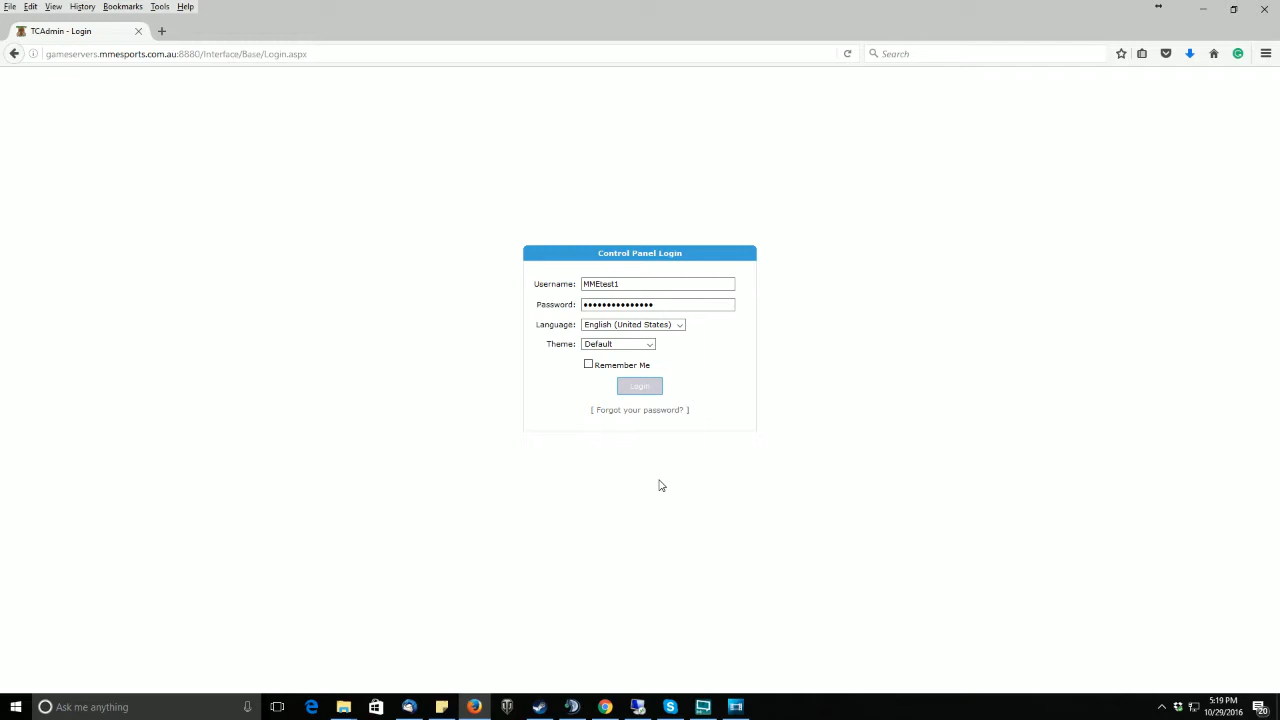 File Edit View History Bookmarks Tools Help
TCAdmin - Login
gameservers.mmesports.com.au:8880/Interface/Base/Login.aspx
Search
Control Panel Login
Username: MMEtest1
Password: •••••••••••••••
Language: English (United States)
Theme: Default
Remember Me
Login
[ Forgot your password? ]
Ask me anything
5:19 PM
10/29/2016
20